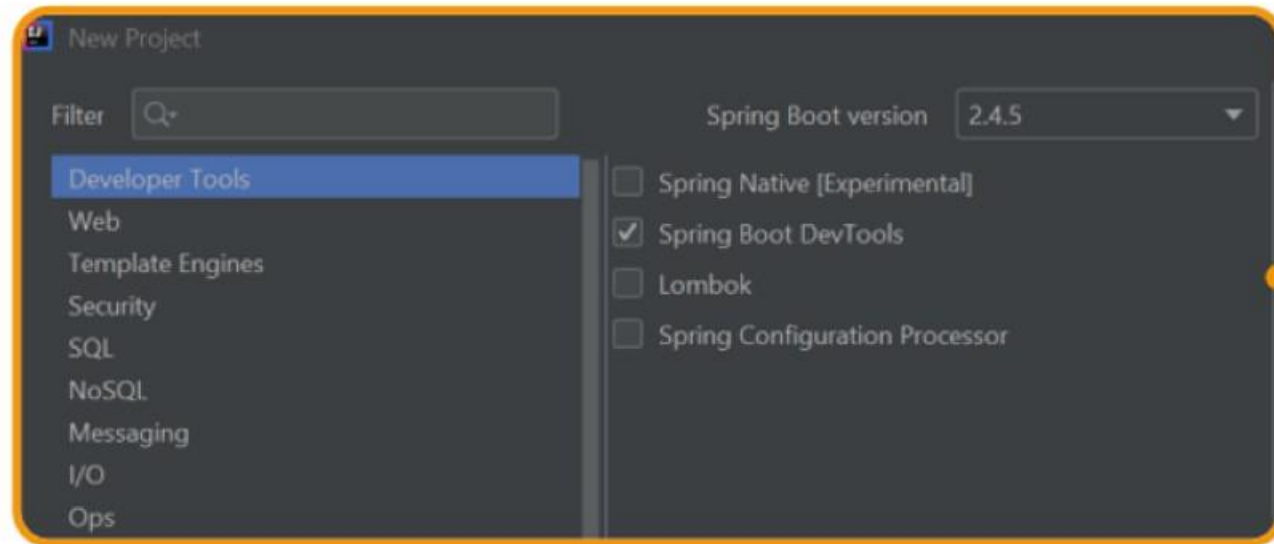 New Project
Filter
Spring Boot version 2.4.5
Developer Tools
Web
Template Engines
Security
SQL
NoSQL
Messaging
I/O
Ops
Spring Native [Experimental]
Spring Boot DevTools
Lombok
Spring Configuration Processor